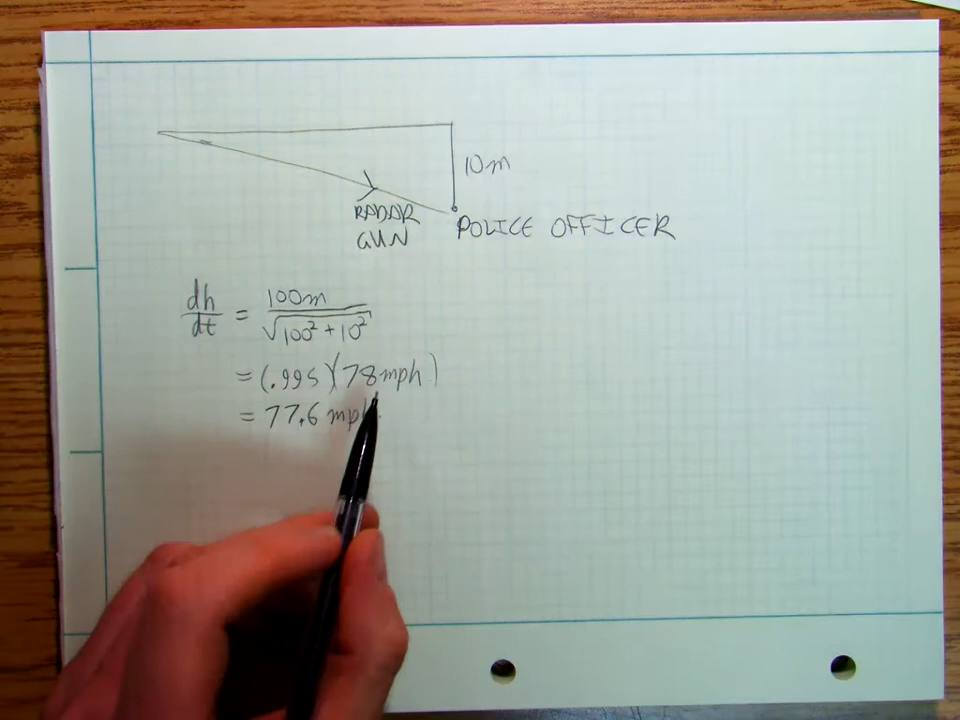 10m
RADAR
GUN
POLICE OFFICER
dh/dt = 100m/√(100² + 10²)
= (.995)(78mph)
= 77.6 mph